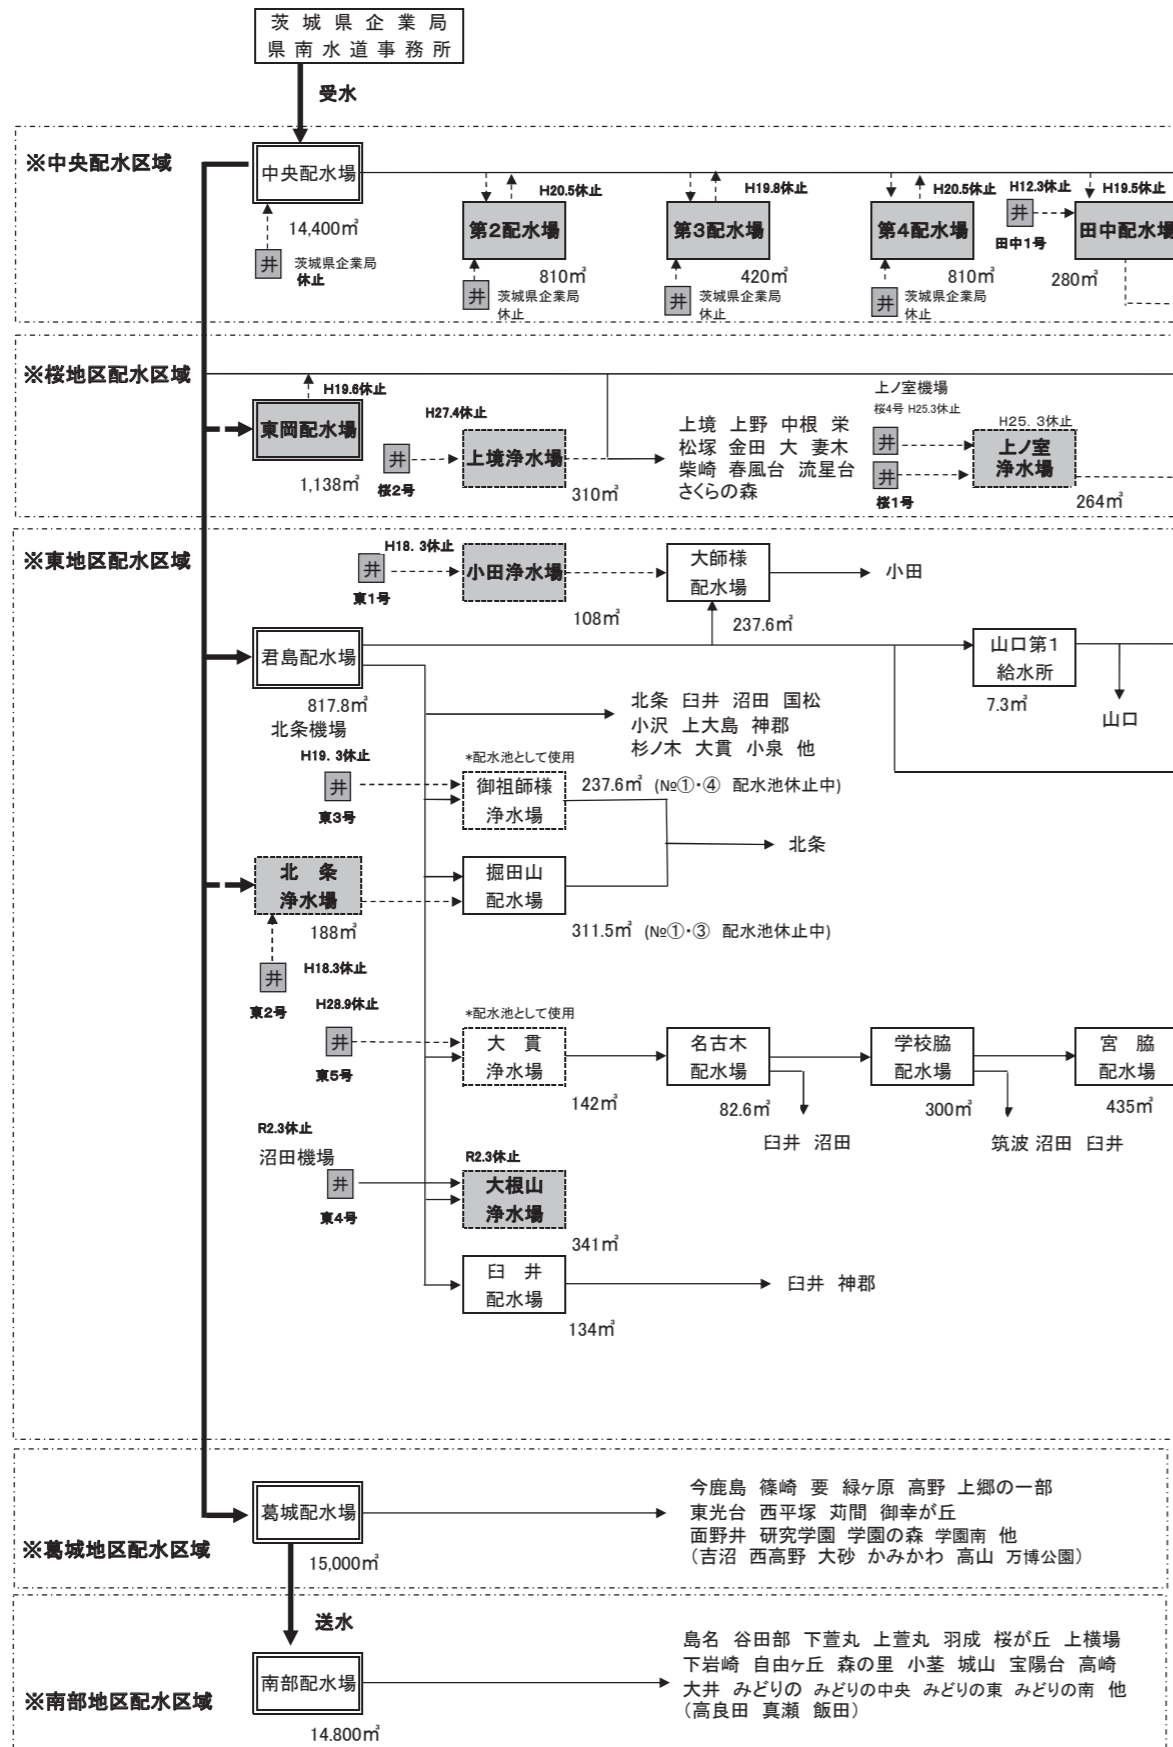 茨城県企業局
県南水道事務所
受水
※中央配水区域
中央配水場
14,400㎥
井
茨城県企業局
休止
H20.5休止
第2配水場
810㎥
井
茨城県企業局
休止
H19.8休止
第3配水場
420㎥
井
茨城県企業局
休止
H20.5休止
第4配水場
810㎥
井
茨城県企業局
休止
H12.3休止
井
田中1号
H19.5休止
田中配水場
280㎥
※桜地区配水区域
H19.6休止
東岡配水場
1,138㎥
H27.4休止
井
桜2号
上境浄水場
310㎥
上境 上野 中根 栄
松塚 金田 大 妻木
柴崎 春風台 流星台
さくらの森
上ノ室機場
桜4号 H25.3休止
井
井
桜1号
H25.3休止
上ノ室
浄水場
264㎥
※東地区配水区域
H18.3休止
井
東1号
小田浄水場
108㎥
大師様
配水場
237.6㎥
小田
君島配水場
817.8㎥
山口第1
給水所
7.3㎥
山口
北条 臼井 沼田 国松
小沢 上大島 神郡
杉ノ木 大貫 小泉 他
北条機場
H19.3休止
井
東3号
*配水池として使用
御祖師様
浄水場
237.6㎥ (№①・④ 配水池休止中)
北条
北条
浄水場
188㎥
掘田山
配水場
311.5㎥ (№①・③ 配水池休止中)
井
H18.3休止
東2号
H28.9休止
井
東5号
*配水池として使用
大貫
浄水場
142㎥
名古木
配水場
82.6㎥
臼井 沼田
学校脇
配水場
300㎥
筑波 沼田 臼井
宮脇
配水場
435㎥
R2.3休止
沼田機場
井
東4号
R2.3休止
大根山
浄水場
341㎥
臼井
配水場
134㎥
臼井 神郡
※葛城地区配水区域
葛城配水場
15,000㎥
今鹿島 篠崎 要 緑ヶ原 高野 上郷の一部
東光台 西平塚 苅間 御幸が丘
面野井 研究学園 学園の森 学園南 他
(吉沼 西高野 大砂 かみかわ 高山 万博公園)
送水
※南部地区配水区域
南部配水場
14.800㎥
島名 谷田部 下萱丸 上萱丸 羽成 桜が丘 上横場
下岩崎 自由ヶ丘 森の里 小茎 城山 宝陽台 高崎
大井 みどりの みどりの中央 みどりの東 みどりの南 他
(高良田 真瀬 飯田)